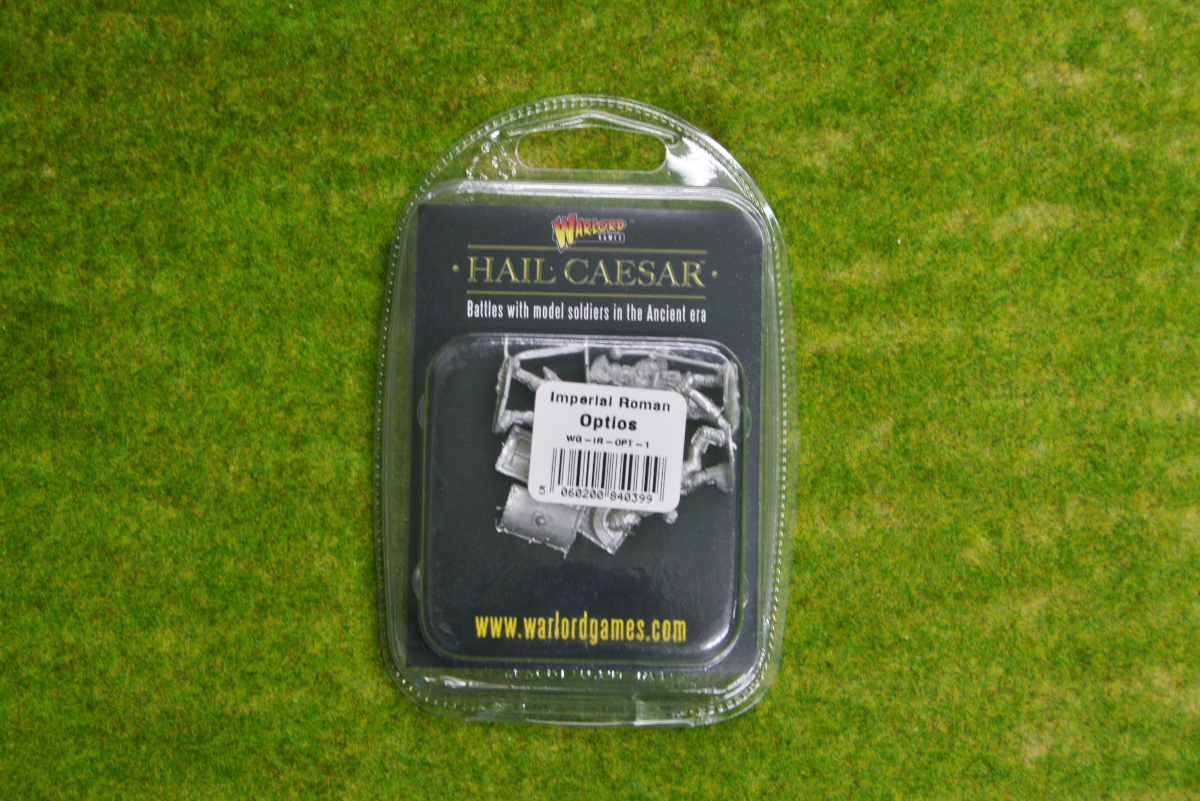 WARLORD
GAMES
· HAIL CAESAR ·
Battles with model soldiers in the Ancient era
Imperial Roman
Optios
WG-IR-OPT-1
5 060200 840399
www.warlordgames.com